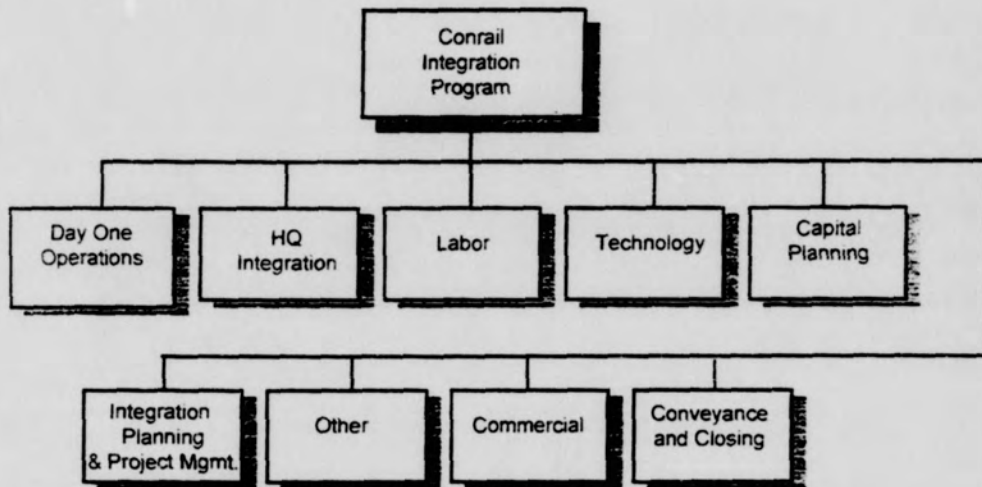 Conrail
Integration
Program
Day One
Operations
HQ
Integration
Labor
Technology
Capital
Planning
Integration
Planning
& Project Mgmt.
Other
Commercial
Conveyance
and Closing